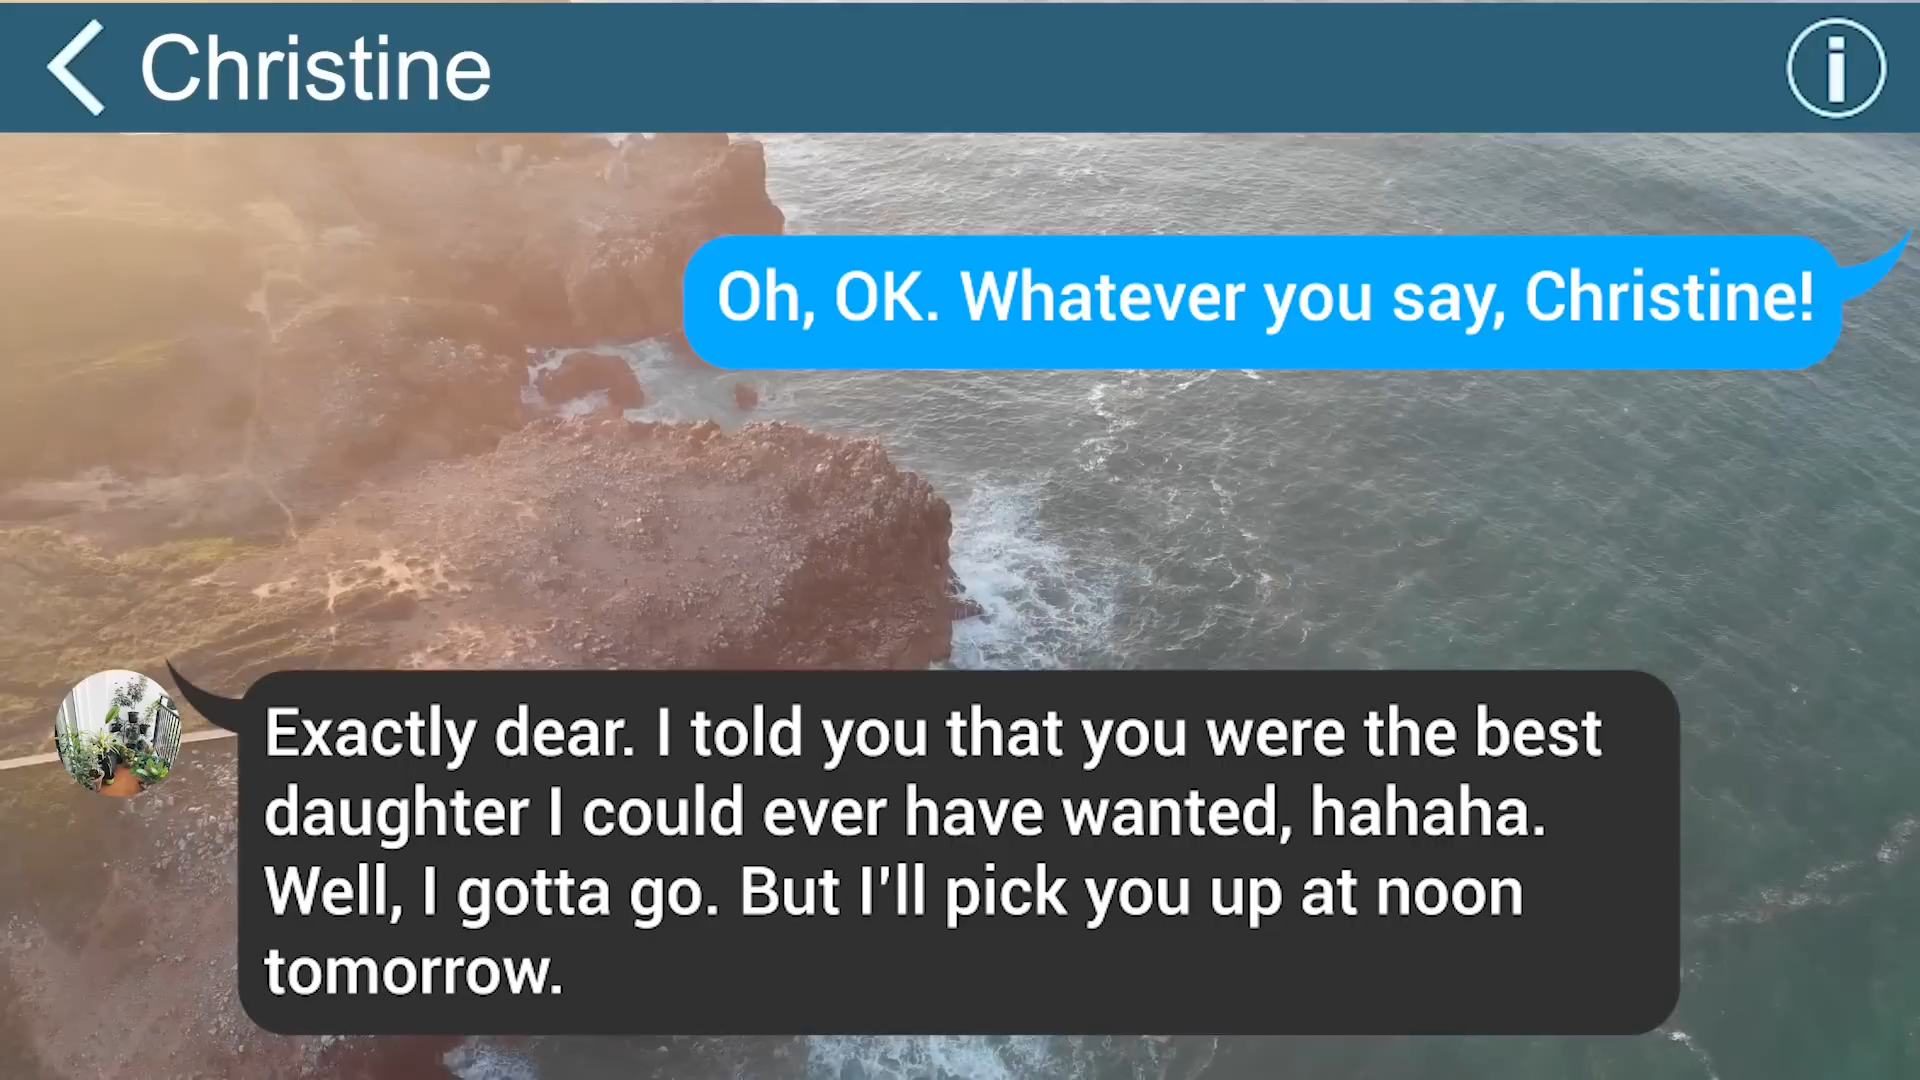 Christine
Oh, OK. Whatever you say, Christine!
Exactly dear. I told you that you were the best
daughter I could ever have wanted, hahaha.
Well, I gotta go. But I'll pick you up at noon
tomorrow.